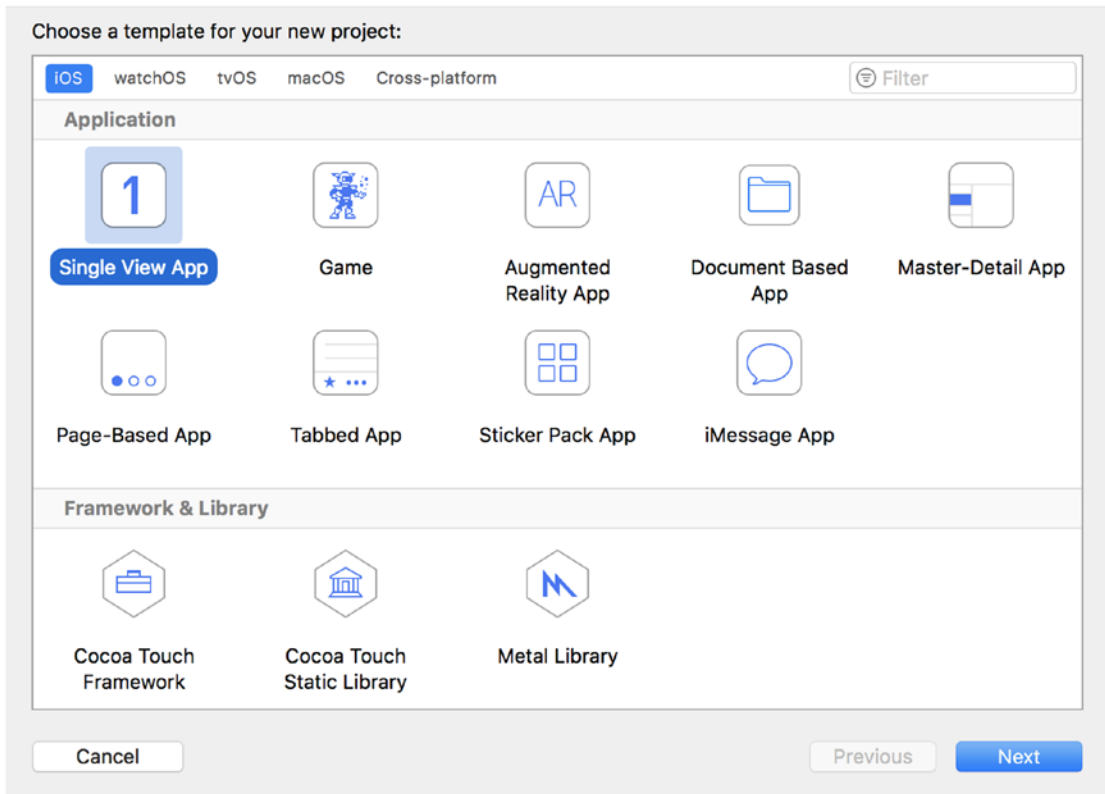 Choose a template for your new project:
iOS watchOS tvOS macOS Cross-platform Filter
Application
1 AR
Single View App Game Augmented Reality App Document Based App Master-Detail App
Page-Based App Tabbed App Sticker Pack App iMessage App
Framework & Library
Cocoa Touch Framework Cocoa Touch Static Library Metal Library
Cancel Previous Next